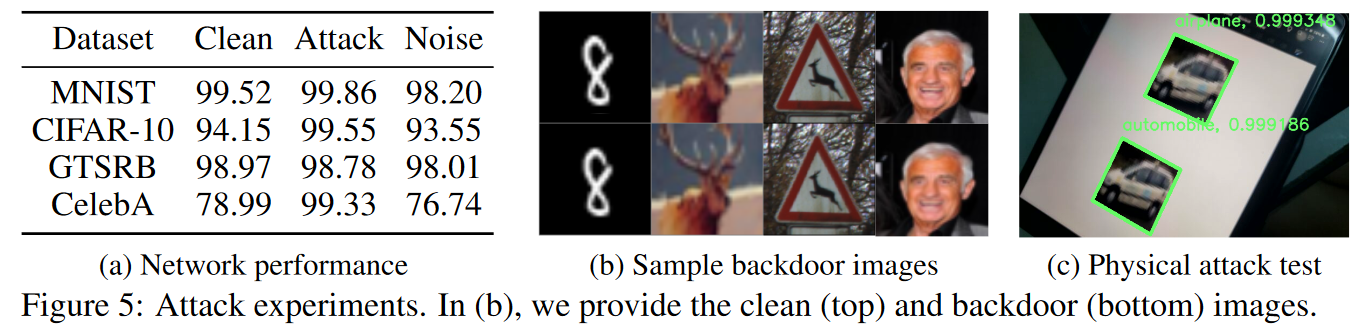 Dataset Clean Attack Noise
MNIST 99.52 99.86 98.20
CIFAR-10 94.15 99.55 93.55
GTSRB 98.97 98.78 98.01
CelebA 78.99 99.33 76.74
airplane, 0.999348
automobile, 0.999186
(a) Network performance
(b) Sample backdoor images
(c) Physical attack test
Figure 5: Attack experiments. In (b), we provide the clean (top) and backdoor (bottom) images.